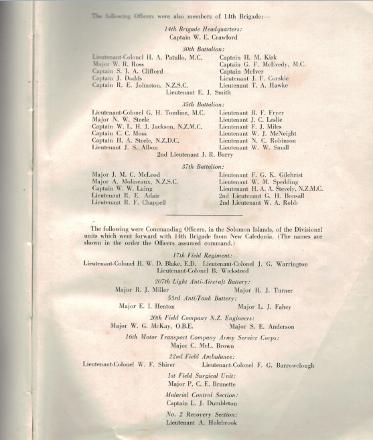 The following Officers were also members of 14th Brigade:—
14th Brigade Headquarters:
Captain W. E. Crawford
30th Battalion:
Lieutenant-Colonel H. A. Patullo, M.C. Captain H. M. Kirk
Major W. R. Ross Captain G. F. McEvedy, M.C.
Captain S. I. A. Clifford Captain McIver
Captain J. Dodds Lieutenant J. F. Corskie
Captain R. E. Johnston, N.Z.S.C. Lieutenant T. A. Hawke
Lieutenant E. J. Smith
35th Battalion:
Lieutenant-Colonel G. H. Tomline, M.C. Lieutenant R. F. Fryer
Major N. W. Steele Lieutenant J. C. Leslie
Captain W. L. H. J. Jackson, N.Z.M.C. Lieutenant F. J. Miles
Captain C. C. Moss Lieutenant W. J. McNeight
Captain H. A. Steele, N.Z.D.C. Lieutenant N. C. Robinson
Lieutenant J. S. Albon Lieutenant W. W. Small
2nd Lieutenant J. R. Barry
37th Battalion:
Major J. M. C. McLeod Lieutenant F. G. K. Gilchrist
Major A. Moloreaux, N.Z.S.C. Lieutenant W. M. Spedding
Captain W. W. Laing Lieutenant H. A. A. Stevely, N.Z.M.C.
Lieutenant R. E. Adair 2nd Lieutenant G. H. Benzall
Lieutenant R. F. Chappell 2nd Lieutenant W. A. Robb
The following were Commanding Officers, in the Solomon Islands, of the Divisional
units which went forward with 14th Brigade from New Caledonia. (The names are
shown in the order the Officers assumed command.)
17th Field Regiment:
Lieutenant-Colonel H. W. D. Blake, E.D. Lieutenant-Colonel J. G. Warrington
Lieutenant-Colonel B. Wicksteed
207th Light Anti-Aircraft Battery:
Major R. J. Miller Major H. J. Turner
53rd Anti-Tank Battery:
Major E. I. Heaton Major L. J. Fahey
20th Field Company N.Z. Engineers:
Major W. G. McKay, O.B.E. Major S. E. Anderson
16th Motor Transport Company Army Service Corps:
Major C. McL. Brown
22nd Field Ambulance:
Lieutenant-Colonel W. F. Shirer Lieutenant-Colonel F. G. Barrowclough
1st Field Surgical Unit:
Major P. C. E. Brunette
Malarial Control Section:
Captain L. J. Dumbleton
No. 2 Recovery Section:
Lieutenant A. Holebrook